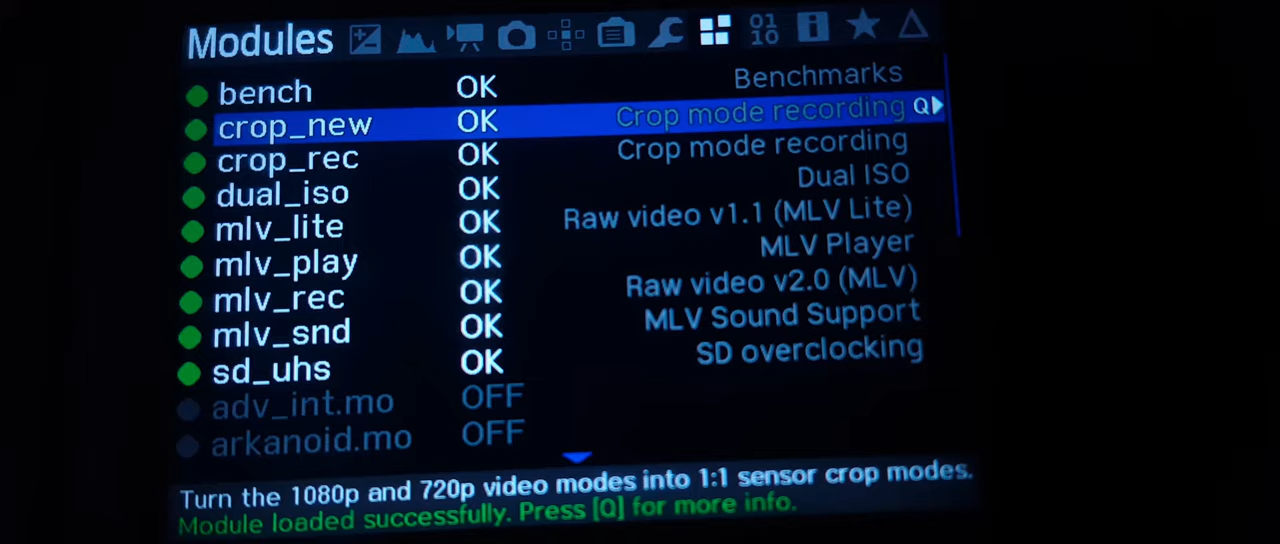 Modules 01 10
bench OK Benchmarks
crop_new OK Crop mode recording Q
crop_rec OK Crop mode recording
dual_iso OK Dual ISO
mlv_lite OK Raw video v1.1 (MLV Lite)
mlv_play OK MLV Player
mlv_rec OK Raw video v2.0 (MLV)
mlv_snd OK MLV Sound Support
sd_uhs OK SD overclocking
adv_int.mo OFF
arkanoid.mo OFF
Turn the 1080p and 720p video modes into 1:1 sensor crop modes.
Module loaded successfully. Press [Q] for more info.